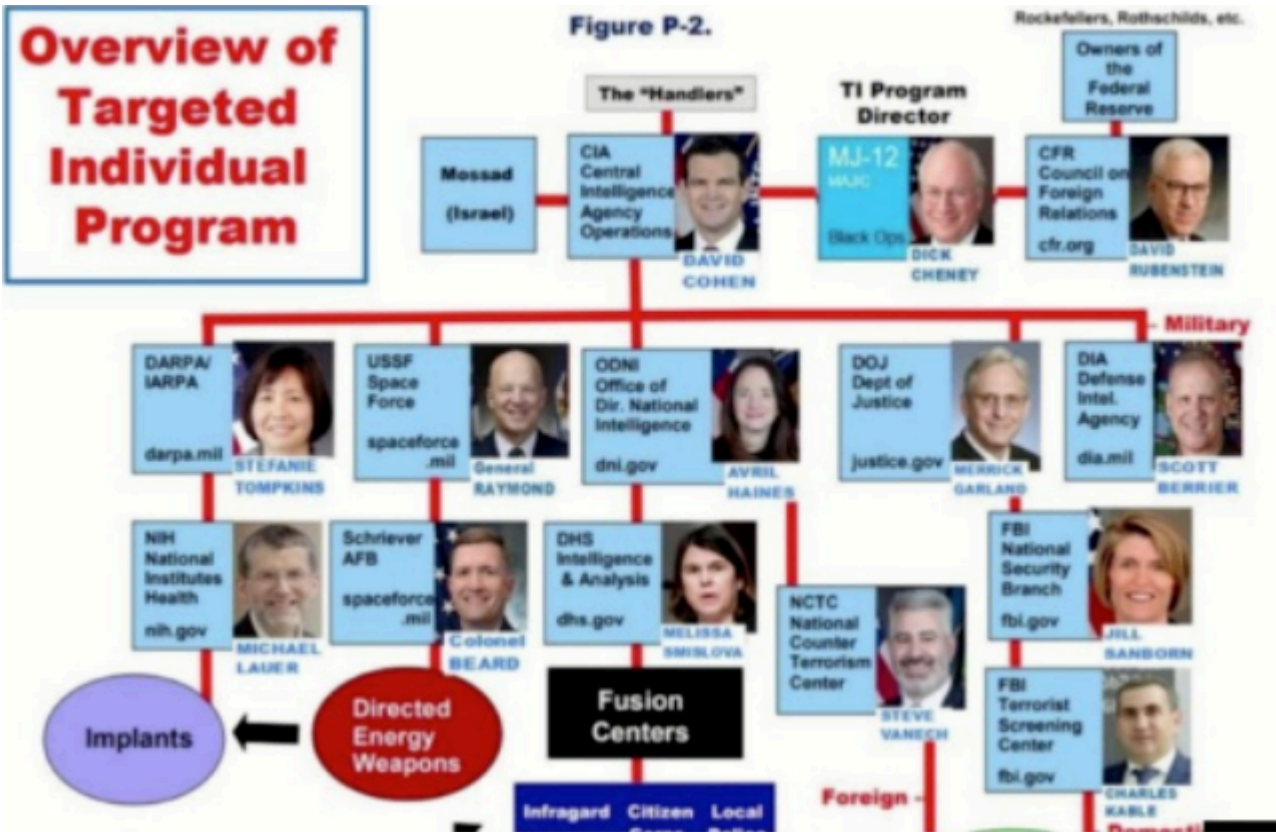 Overview of
Targeted
Individual
Program
Figure P-2.
Rockefellers, Rothschilds, etc.
Owners of
the
Federal
Reserve
The "Handlers"
TI Program
Director
Mossad
(Israel)
CIA
Central
Intelligence
Agency
Operations
DAVID
COHEN
MJ-12
MAJIC
Black Ops
DICK
CHENEY
CFR
Council on
Foreign
Relations
cfr.org
DAVID
RUBENSTEIN
- Military
DARPA/
IARPA
darpa.mil
STEFANIE
TOMPKINS
USSF
Space
Force
spaceforce
.mil
General
RAYMOND
ODNI
Office of
Dir. National
Intelligence
dni.gov
AVRIL
HAINES
DOJ
Dept of
Justice
justice.gov
MERRICK
GARLAND
DIA
Defense
Intel.
Agency
dia.mil
SCOTT
BERRIER
NIH
National
Institutes
Health
nih.gov
MICHAEL
LAUER
Schriever
AFB
spaceforce
.mil
Colonel
BEARD
DHS
Intelligence
& Analysis
dhs.gov
MELISSA
SMISLOVA
NCTC
National
Counter
Terrorism
Center
STEVE
VANECH
FBI
National
Security
Branch
fbi.gov
JILL
SANBORN
FBI
Terrorist
Screening
Center
fbi.gov
CHARLES
KABLE
Implants
Directed
Energy
Weapons
Fusion
Centers
Infragard Citizen Local
Foreign -